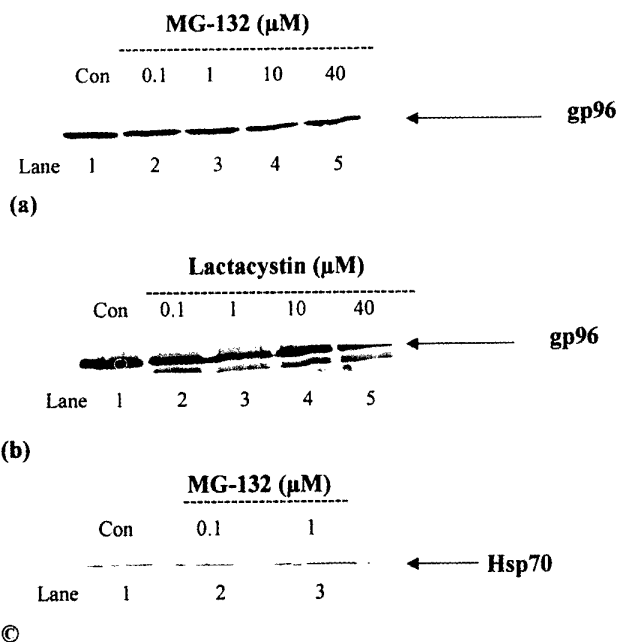 MG-132 (µM)
Con 0.1 1 10 40
gp96
Lane 1 2 3 4 5
(a)
Lactacystin (µM)
Con 0.1 1 10 40
gp96
Lane 1 2 3 4 5
(b)
MG-132 (µM)
Con 0.1 1
Hsp70
Lane 1 2 3
©